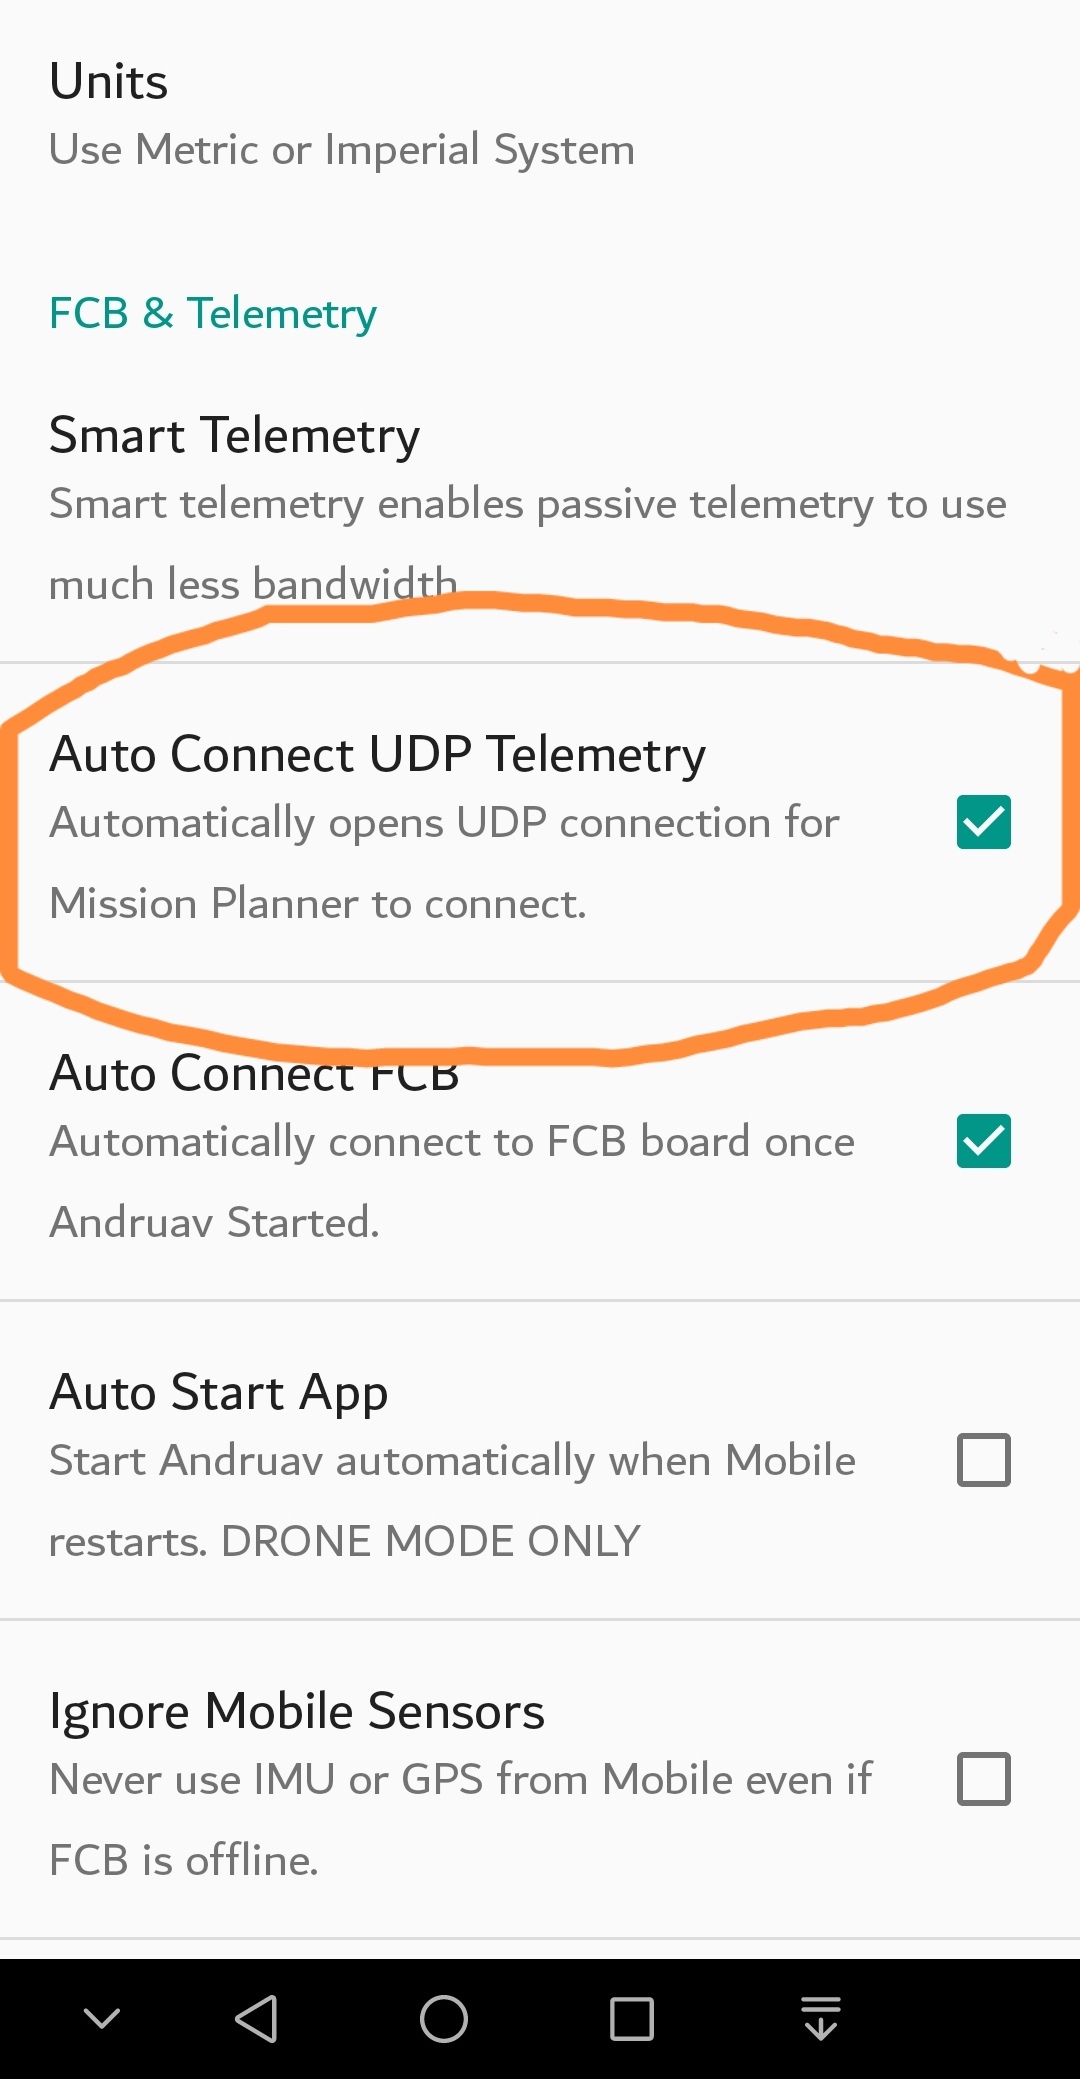 Units
Use Metric or Imperial System
FCB & Telemetry
Smart Telemetry
Smart telemetry enables passive telemetry to use
much less bandwidth
Auto Connect UDP Telemetry
Automatically opens UDP connection for
Mission Planner to connect.
Auto Connect FCB
Automatically connect to FCB board once
Andruav Started.
Auto Start App
Start Andruav automatically when Mobile
restarts. DRONE MODE ONLY
Ignore Mobile Sensors
Never use IMU or GPS from Mobile even if
FCB is offline.